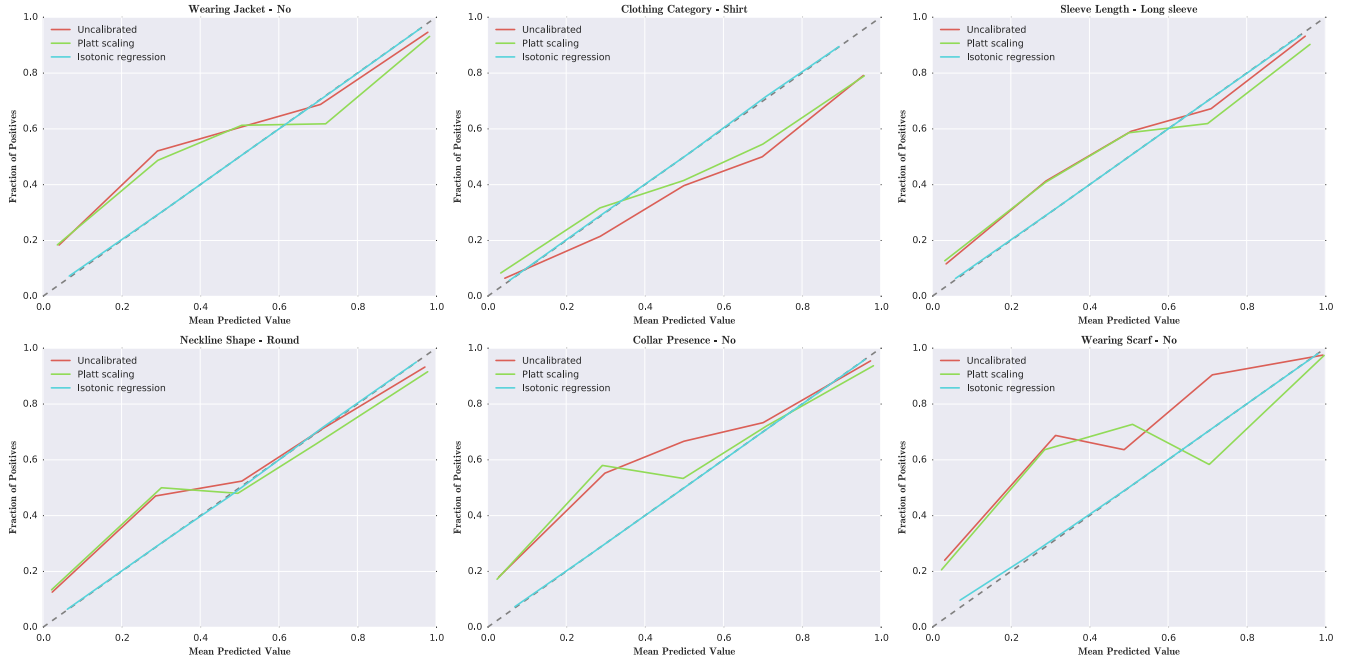 Wearing Jacket - No
Uncalibrated
Platt scaling
Isotonic regression
Fraction of Positives
1.0
0.8
0.6
0.4
0.2
0.0
0.0 0.2 0.4 0.6 0.8 1.0
Mean Predicted Value
Clothing Category - Shirt
Uncalibrated
Platt scaling
Isotonic regression
Fraction of Positives
1.0
0.8
0.6
0.4
0.2
0.0
0.0 0.2 0.4 0.6 0.8 1.0
Mean Predicted Value
Sleeve Length - Long sleeve
Uncalibrated
Platt scaling
Isotonic regression
Fraction of Positives
1.0
0.8
0.6
0.4
0.2
0.0
0.0 0.2 0.4 0.6 0.8 1.0
Mean Predicted Value
Neckline Shape - Round
Uncalibrated
Platt scaling
Isotonic regression
Fraction of Positives
1.0
0.8
0.6
0.4
0.2
0.0
0.0 0.2 0.4 0.6 0.8 1.0
Mean Predicted Value
Collar Presence - No
Uncalibrated
Platt scaling
Isotonic regression
Fraction of Positives
1.0
0.8
0.6
0.4
0.2
0.0
0.0 0.2 0.4 0.6 0.8 1.0
Mean Predicted Value
Wearing Scarf - No
Uncalibrated
Platt scaling
Isotonic regression
Fraction of Positives
1.0
0.8
0.6
0.4
0.2
0.0
0.0 0.2 0.4 0.6 0.8 1.0
Mean Predicted Value